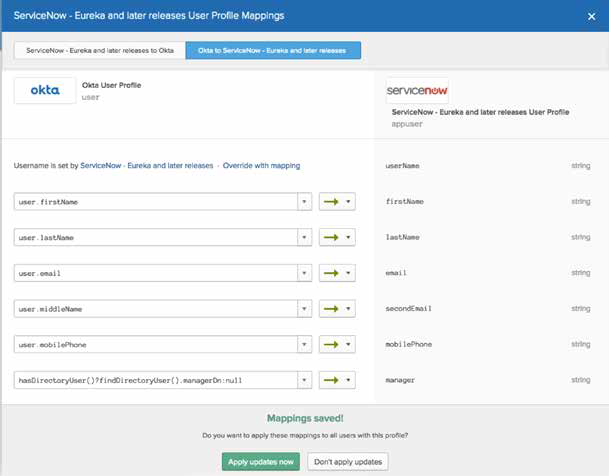 ServiceNow - Eureka and later releases User Profile Mappings
ServiceNow - Eureka and later releases to Okta
Okta to ServiceNow - Eureka and later releases
okta
Okta User Profile
user
servicenow
ServiceNow - Eureka and later releases User Profile
appuser
Username is set by ServiceNow - Eureka and later releases - Override with mapping
userName string
user.firstName firstName string
user.lastName lastName string
user.email email string
user.middleName secondEmail string
user.mobilePhone mobilePhone string
hasDirectoryUser()?findDirectoryUser().managerDn:null manager string
Mappings saved!
Do you want to apply these mappings to all users with this profile?
Apply updates now
Don't apply updates